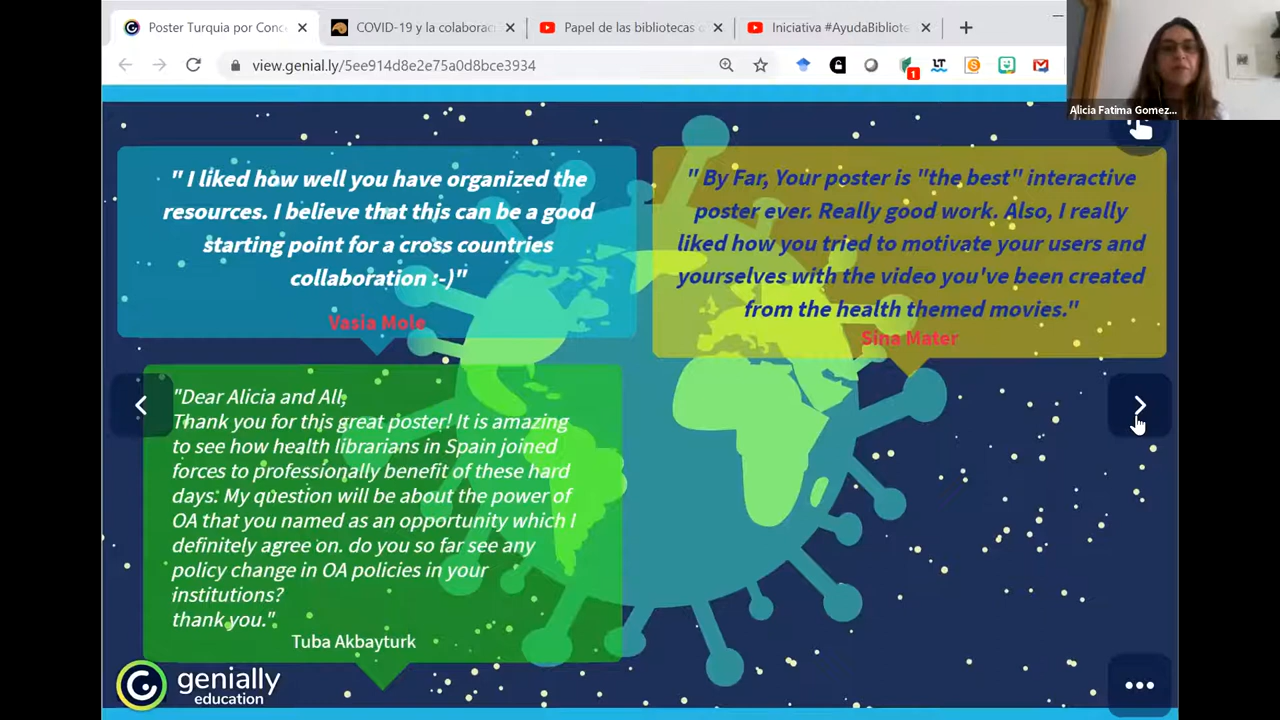 Poster Turquia por Conc
COVID-19 y la colaborac
Papel de las bibliotecas
Iniciativa #AyudaBibliote
view.genial.ly/5ee914d8e2e75a0d8bce3934
1
LT
S
Alicia Fatima Gomez...
" I liked how well you have organized the
resources. I believe that this can be a good
starting point for a cross countries
collaboration :-)"
Vasia Mole
" By Far, Your poster is "the best" interactive
poster ever. Really good work. Also, I really
liked how you tried to motivate your users and
yourselves with the video you've been created
from the health themed movies."
Sina Mater
"Dear Alicia and All,
Thank you for this great poster! It is amazing
to see how health librarians in Spain joined
forces to professionally benefit of these hard
days. My question will be about the power of
OA that you named as an opportunity which I
definitely agree on. do you so far see any
policy change in OA policies in your
institutions?
thank you."
Tuba Akbayturk
genially
education